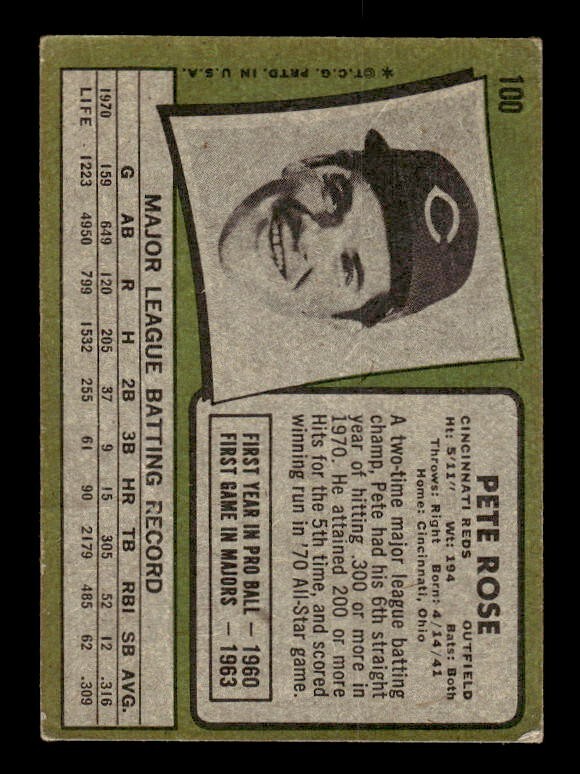 100
PETE ROSE
CINCINNATI REDS OUTFIELD
Ht: 5'11" Wt: 194 Bats: Both
Throws: Right Born: 4/14/41
Home: Cincinnati, Ohio
A two-time major league batting
champ, Pete had his 6th straight
year of hitting .300 or more in
1970. He attained 200 or more
Hits for the 5th time, and scored
winning run in '70 All-Star game.
FIRST YEAR IN PRO BALL — 1960
FIRST GAME IN MAJORS — 1963
C
MAJOR LEAGUE BATTING RECORD
G AB R H 2B 3B HR TB RBI SB AVG.
1970 159 649 120 205 37 9 15 305 52 12 .316
LIFE 1223 4950 799 1532 255 61 90 2179 485 62 .309
* ©T.C.G. PRTD. IN U.S.A.